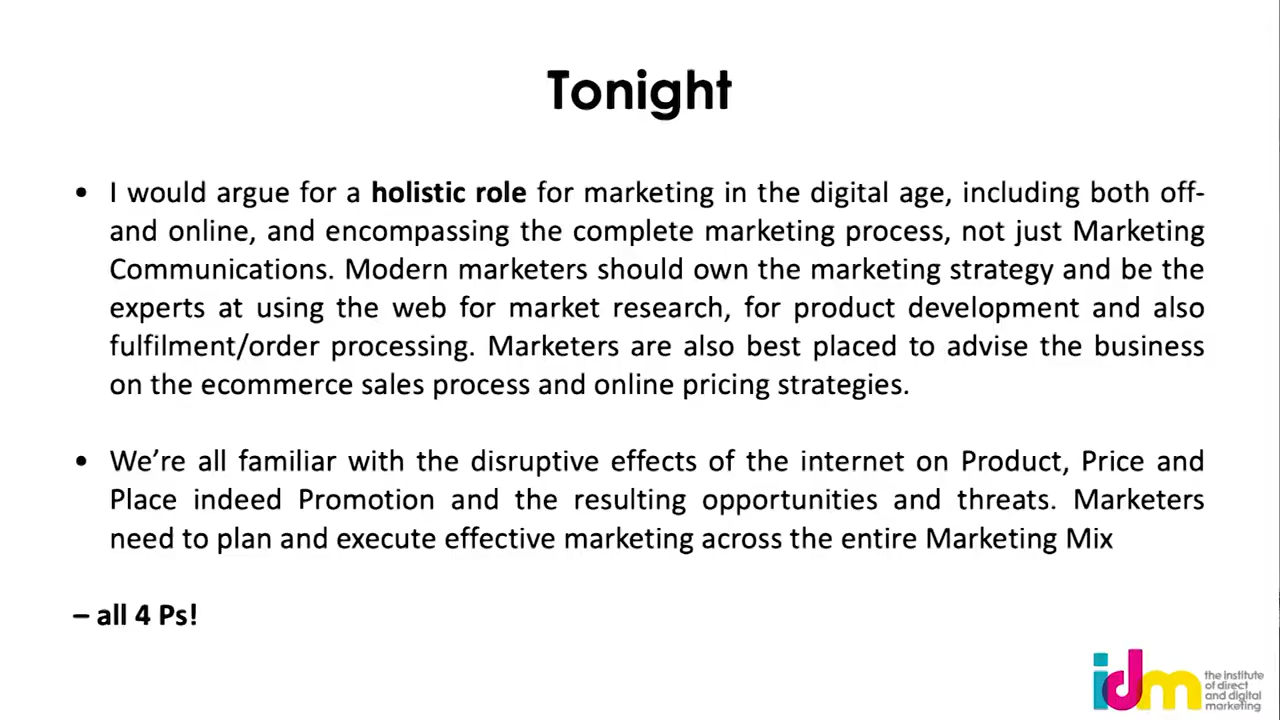 Tonight
• I would argue for a holistic role for marketing in the digital age, including both off-
and online, and encompassing the complete marketing process, not just Marketing
Communications. Modern marketers should own the marketing strategy and be the
experts at using the web for market research, for product development and also
fulfilment/order processing. Marketers are also best placed to advise the business
on the ecommerce sales process and online pricing strategies.
• We’re all familiar with the disruptive effects of the internet on Product, Price and
Place indeed Promotion and the resulting opportunities and threats. Marketers
need to plan and execute effective marketing across the entire Marketing Mix
– all 4 Ps!
idm
the institute
of direct
and digital
marketing